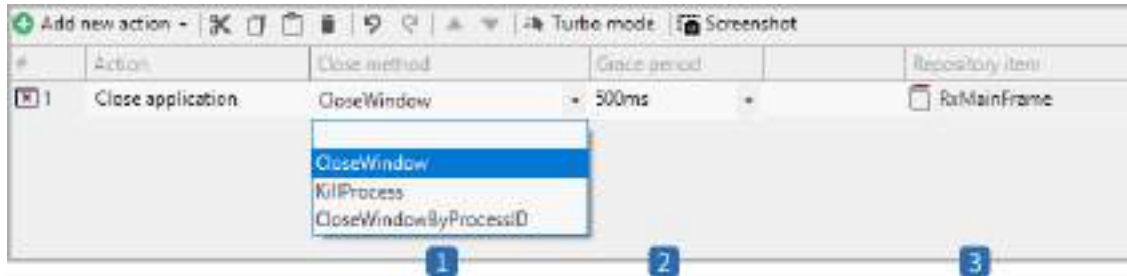 Add new action Turbo mode Screenshot
# Action Close method Grace period Repository item
1 Close application CloseWindow 500ms RxMainFrame
CloseWindow
KillProcess
CloseWindowByProcessID
1 2 3